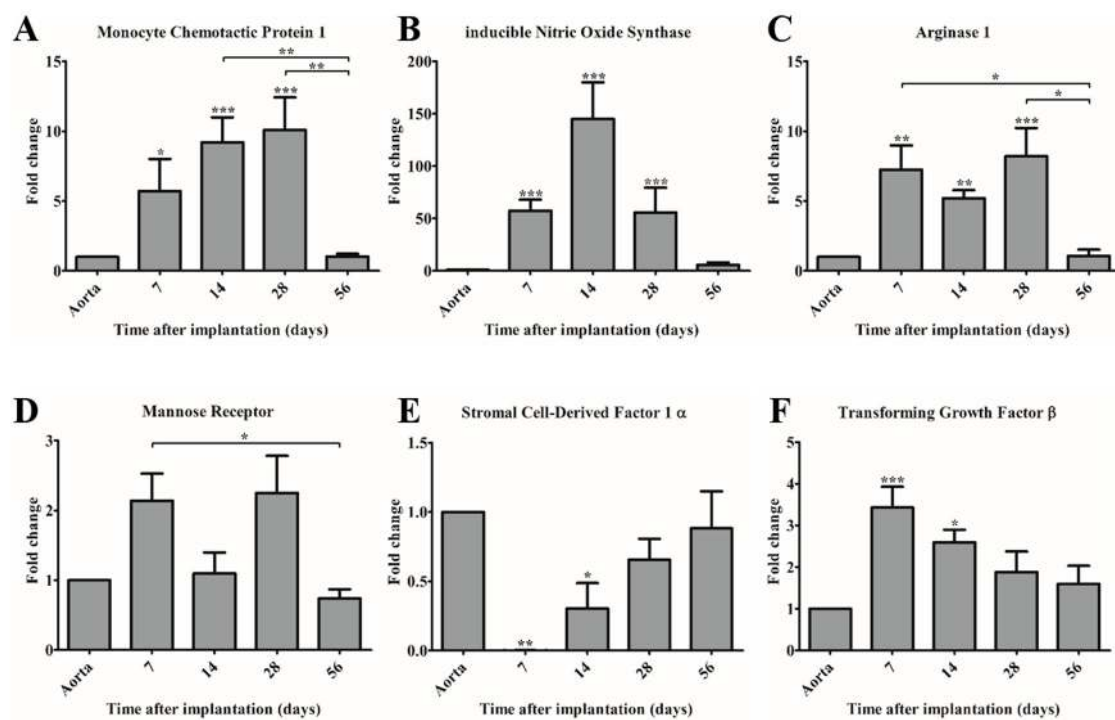 A
Monocyte Chemotactic Protein 1
**
**
***
***
*
15
10
5
0
Fold change
Aorta
7
14
28
56
Time after implantation (days)
B
inducible Nitric Oxide Synthase
***
***
***
200
150
100
50
0
Fold change
Aorta
7
14
28
56
Time after implantation (days)
C
Arginase 1
*
*
***
**
**
15
10
5
0
Fold change
Aorta
7
14
28
56
Time after implantation (days)
D
Mannose Receptor
*
3
2
1
0
Fold change
Aorta
7
14
28
56
Time after implantation (days)
E
Stromal Cell-Derived Factor 1 α
*
**
1.5
1.0
0.5
0.0
Fold change
Aorta
7
14
28
56
Time after implantation (days)
F
Transforming Growth Factor β
***
*
5
4
3
2
1
0
Fold change
Aorta
7
14
28
56
Time after implantation (days)